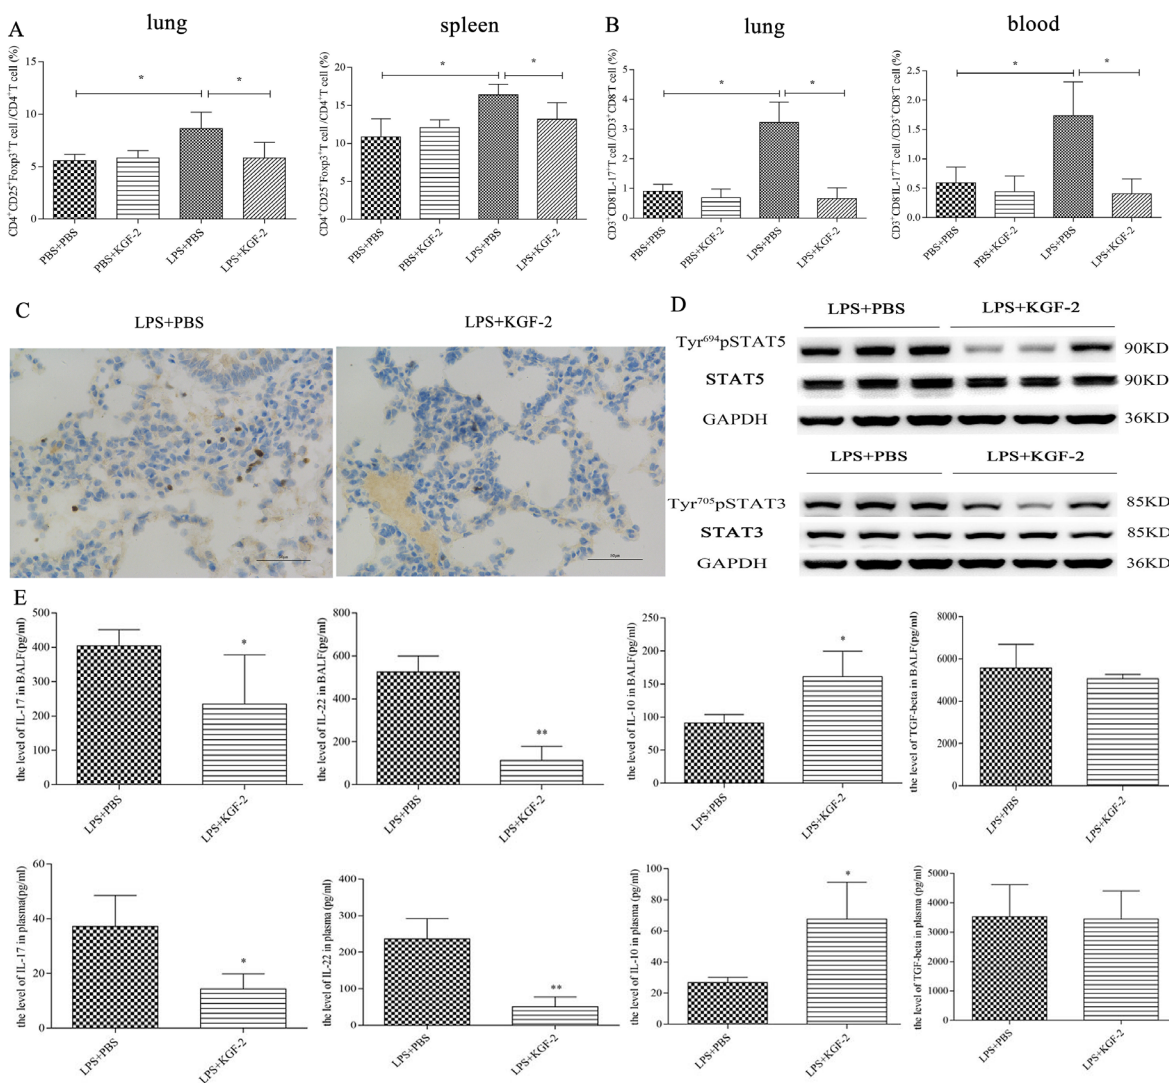 A
lung
spleen
B
lung
blood
CD4⁺CD25⁺Foxp3⁺T cell /CD4⁺T cell (%)
15
10
5
0
*
*
PBS+PBS
PBS+KGF-2
LPS+PBS
LPS+KGF-2
CD4⁺CD25⁺Foxp3⁺T cell /CD4⁺T cell (%)
20
15
10
5
0
*
*
PBS+PBS
PBS+KGF-2
LPS+PBS
LPS+KGF-2
CD3⁺CD8⁻IL-17⁺T cell /CD3⁺CD8⁻T cell (%)
5
4
3
2
1
0
*
*
PBS+PBS
PBS+KGF-2
LPS+PBS
LPS+KGF-2
CD3⁺CD8⁻IL-17⁺T cell /CD3⁺CD8⁻T cell (%)
2.5
2.0
1.5
1.0
0.5
0.0
*
*
PBS+PBS
PBS+KGF-2
LPS+PBS
LPS+KGF-2
C
LPS+PBS
LPS+KGF-2
D
LPS+PBS
LPS+KGF-2
Tyr⁶⁹⁴pSTAT5
90KD
STAT5
90KD
GAPDH
36KD
LPS+PBS
LPS+KGF-2
Tyr⁷⁰⁵pSTAT3
85KD
STAT3
85KD
GAPDH
36KD
E
the level of IL-17 in BALF(pg/ml)
500
400
300
200
100
0
*
LPS+PBS
LPS+KGF-2
the level of IL-22 in BALF(pg/ml)
800
600
400
200
0
**
LPS+PBS
LPS+KGF-2
the level of IL-10 in BALF(pg/ml)
250
200
150
100
50
0
*
LPS+PBS
LPS+KGF-2
the level of TGF-beta in BALF(pg/ml)
8000
6000
4000
2000
0
LPS+PBS
LPS+KGF-2
the level of IL-17 in plasma(pg/ml)
60
40
20
0
*
LPS+PBS
LPS+KGF-2
the level of IL-22 in plasma (pg/ml)
400
300
200
100
0
**
LPS+PBS
LPS+KGF-2
the level of IL-10 in plasma (pg/ml)
100
80
60
40
20
0
*
LPS+PBS
LPS+KGF-2
the level of TGF-beta in plasma (pg/ml)
5000
4000
3000
2000
1000
0
LPS+PBS
LPS+KGF-2